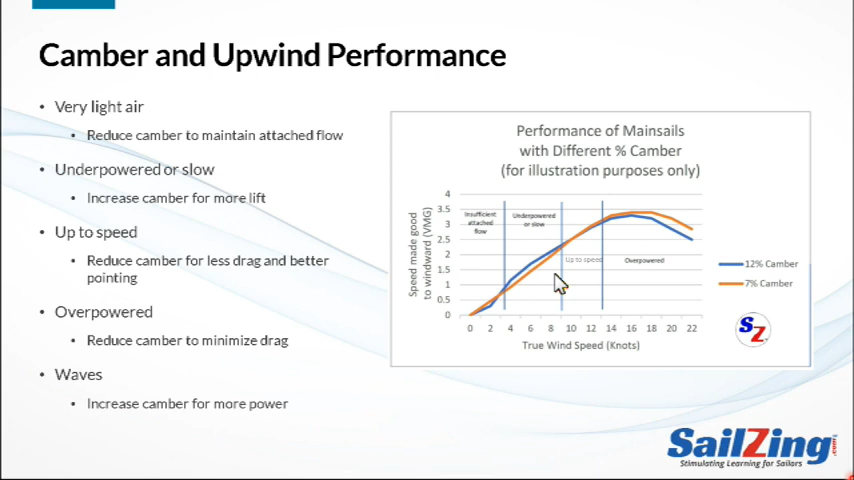 Camber and Upwind Performance
• Very light air
• Reduce camber to maintain attached flow
• Underpowered or slow
• Increase camber for more lift
• Up to speed
• Reduce camber for less drag and better
pointing
• Overpowered
• Reduce camber to minimize drag
• Waves
• Increase camber for more power
Performance of Mainsails
with Different % Camber
(for illustration purposes only)
Speed made good
to windward (VMG)
4
3.5
3
2.5
2
1.5
1
0.5
0
Insufficient
attached
flow
Underpowered
or slow
Up to speed
Overpowered
0 2 4 6 8 10 12 14 16 18 20 22
True Wind Speed (Knots)
12% Camber
7% Camber
SZ
SailZing.com
Stimulating Learning for Sailors